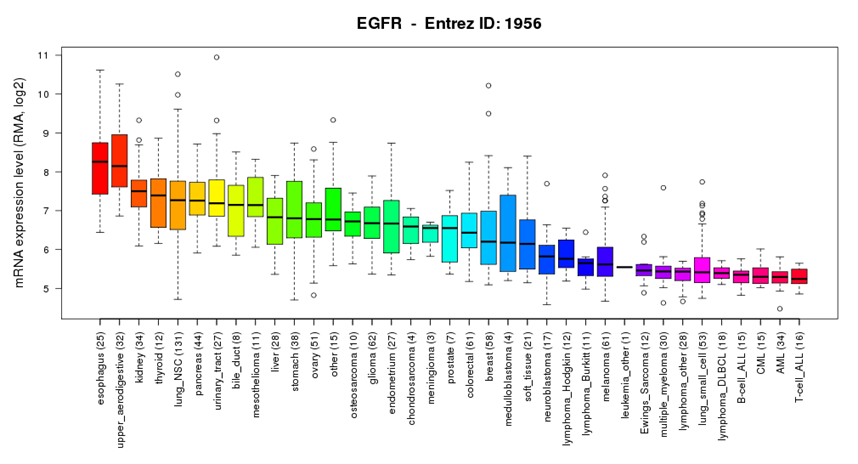 EGFR - Entrez ID: 1956
mRNA expression level (RMA, log2)
11
10
9
8
7
6
5
esophagus (25)
upper_aerodigestive (32)
kidney (34)
thyroid (12)
lung_NSC (131)
pancreas (44)
urinary_tract (27)
bile_duct (8)
mesothelioma (11)
liver (28)
stomach (38)
ovary (51)
other (15)
osteosarcoma (10)
glioma (62)
endometrium (27)
chondrosarcoma (4)
meningioma (3)
prostate (7)
colorectal (61)
breast (58)
medulloblastoma (4)
soft_tissue (21)
neuroblastoma (17)
lymphoma_Hodgkin (12)
lymphoma_Burkitt (11)
melanoma (61)
leukemia_other (1)
Ewings_Sarcoma (12)
multiple_myeloma (30)
lymphoma_other (28)
lung_small_cell (53)
lymphoma_DLBCL (18)
B-cell_ALL (15)
CML (15)
AML (34)
T-cell_ALL (16)